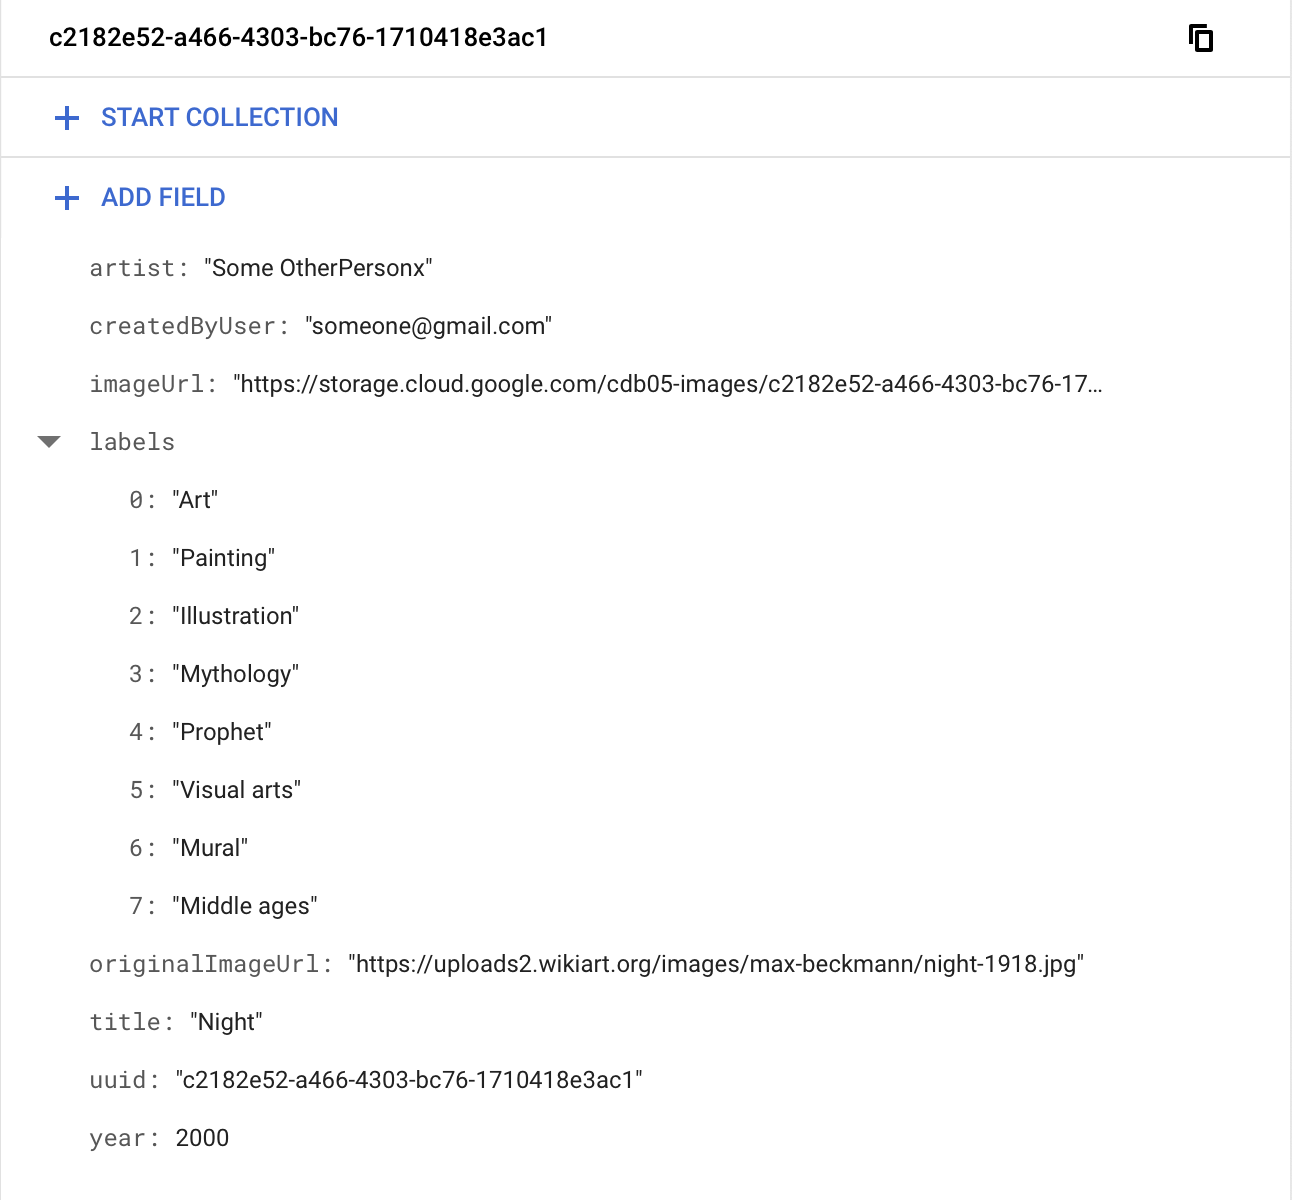 c2182e52-a466-4303-bc76-1710418e3ac1
START COLLECTION
ADD FIELD
artist: "Some OtherPersonx"
createdByUser: "someone@gmail.com"
imageUrl: "https://storage.cloud.google.com/cdb05-images/c2182e52-a466-4303-bc76-17...
labels
0: "Art"
1: "Painting"
2: "Illustration"
3: "Mythology"
4: "Prophet"
5: "Visual arts"
6: "Mural"
7: "Middle ages"
originalImageUrl: "https://uploads2.wikiart.org/images/max-beckmann/night-1918.jpg"
title: "Night"
uuid: "c2182e52-a466-4303-bc76-1710418e3ac1"
year: 2000